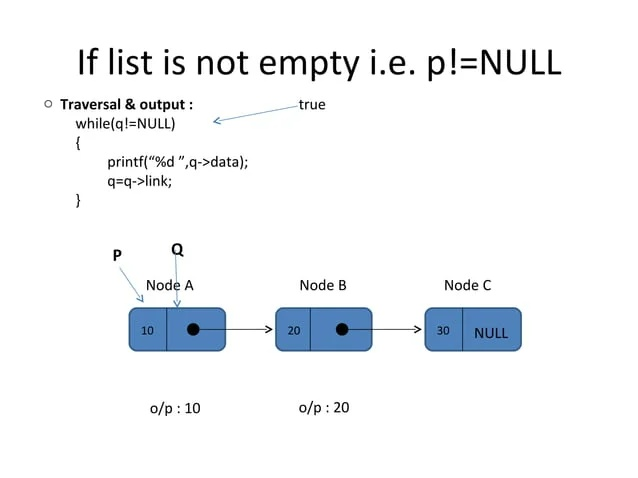 If list is not empty i.e. p!=NULL
○ Traversal & output : true
while(q!=NULL)
{
printf(“%d ”,q->data);
q=q->link;
}
P Q
Node A Node B Node C
10 20 30 NULL
o/p : 10 o/p : 20